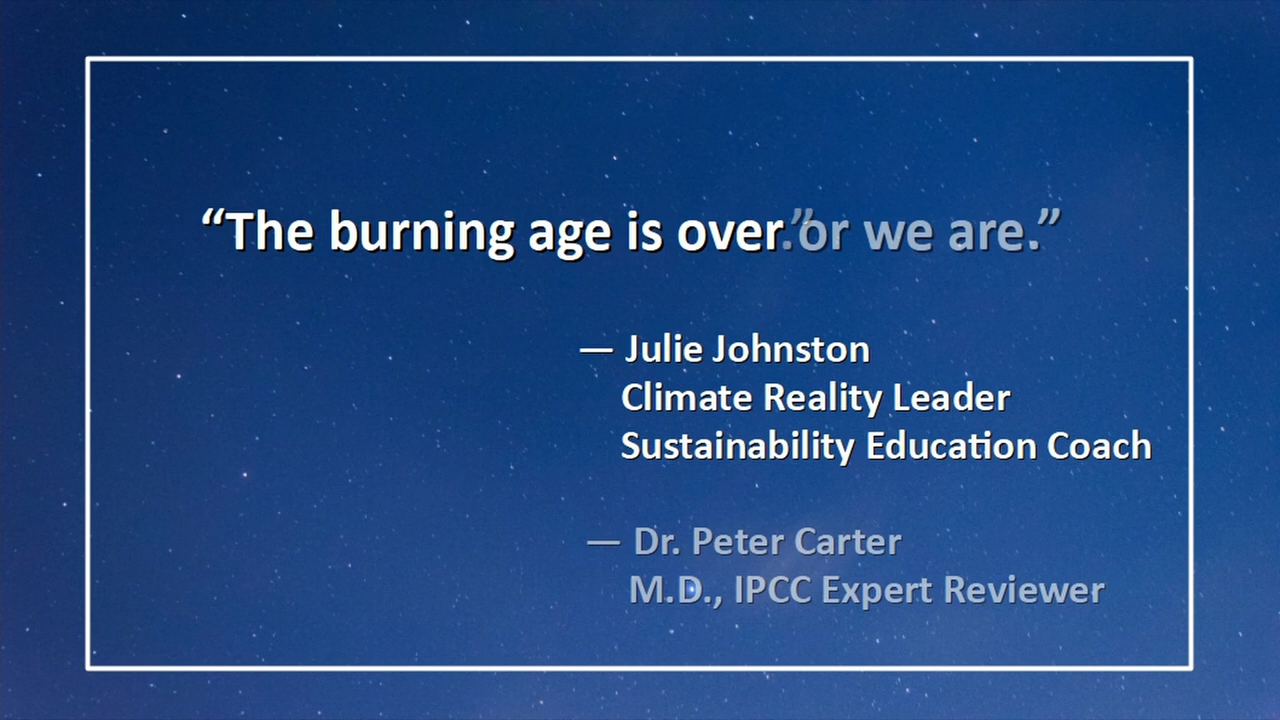 “The burning age is over.” or we are.”
— Julie Johnston
Climate Reality Leader
Sustainability Education Coach
— Dr. Peter Carter
M.D., IPCC Expert Reviewer